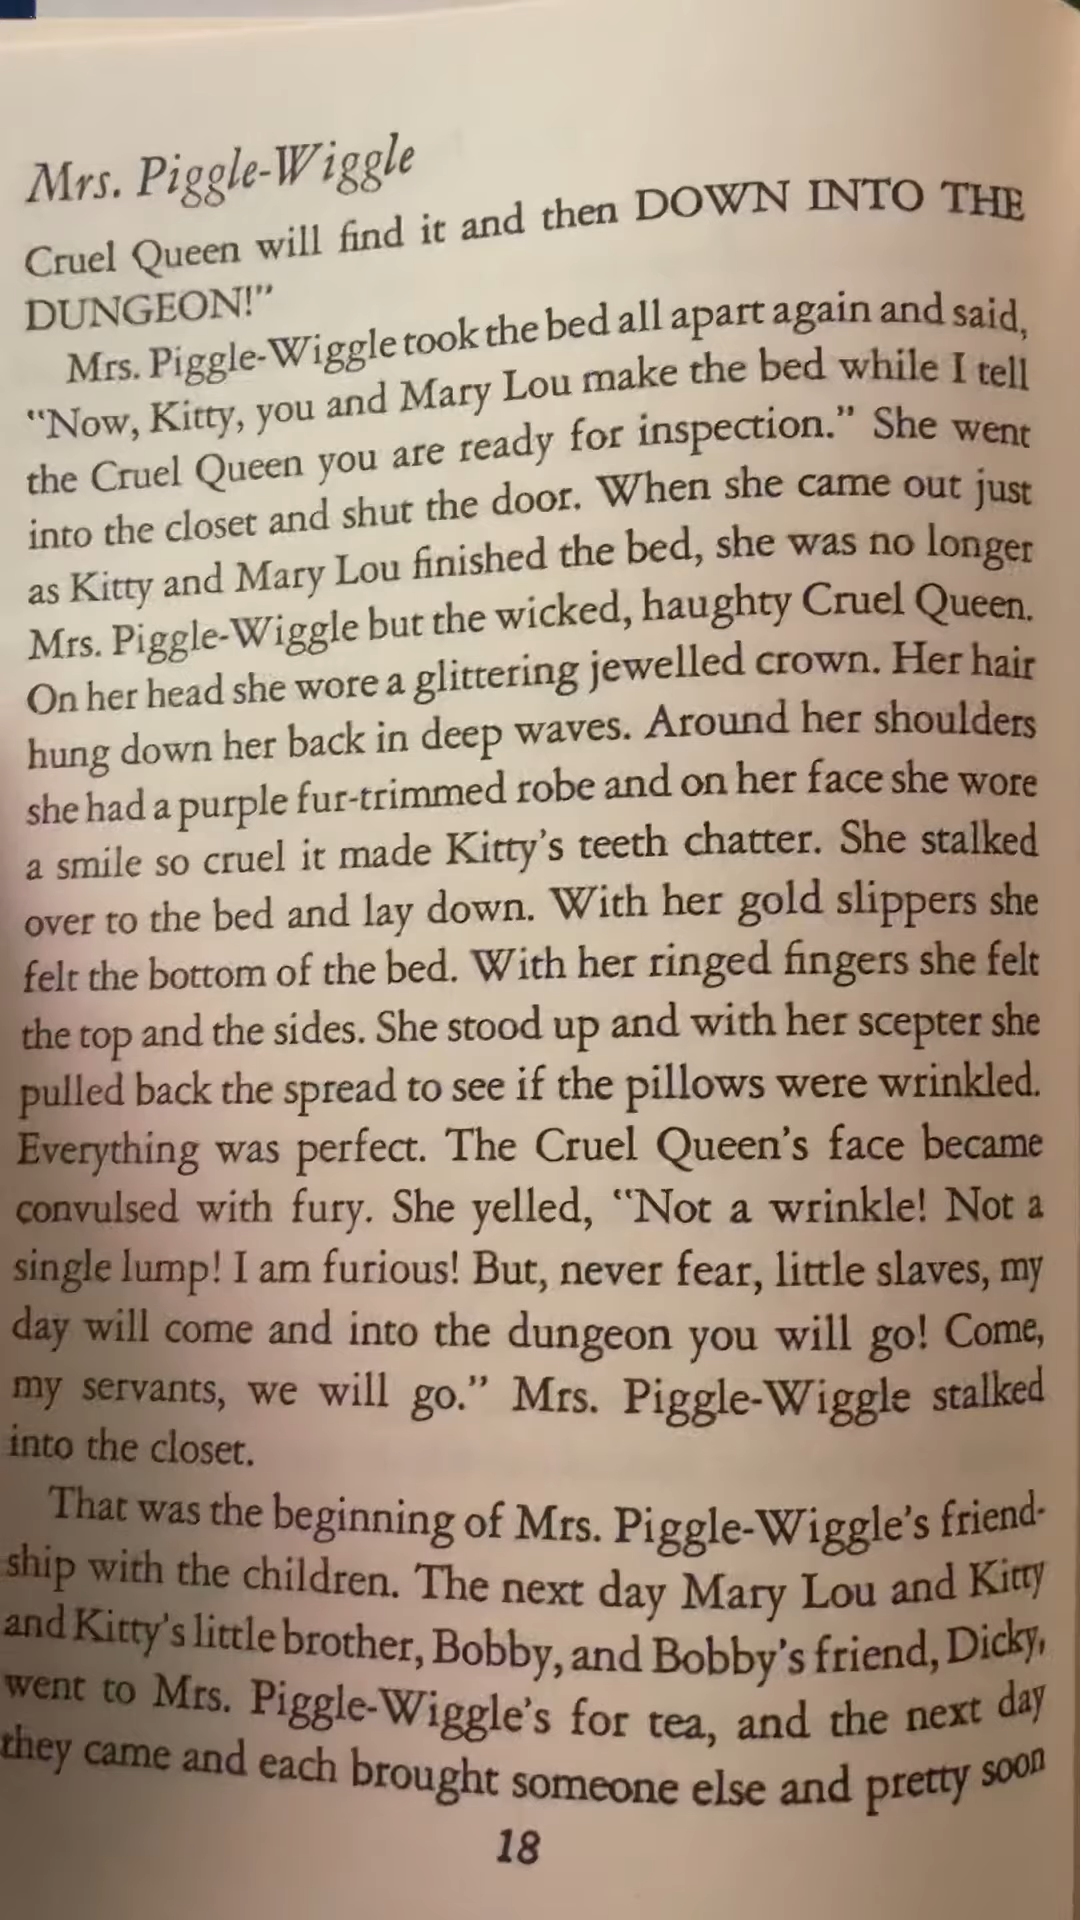 Mrs. Piggle-Wiggle
Cruel Queen will find it and then DOWN INTO THE
DUNGEON!”
Mrs. Piggle-Wiggle took the bed all apart again and said,
“Now, Kitty, you and Mary Lou make the bed while I tell
the Cruel Queen you are ready for inspection.” She went
into the closet and shut the door. When she came out just
as Kitty and Mary Lou finished the bed, she was no longer
Mrs. Piggle-Wiggle but the wicked, haughty Cruel Queen.
On her head she wore a glittering jewelled crown. Her hair
hung down her back in deep waves. Around her shoulders
she had a purple fur-trimmed robe and on her face she wore
a smile so cruel it made Kitty’s teeth chatter. She stalked
over to the bed and lay down. With her gold slippers she
felt the bottom of the bed. With her ringed fingers she felt
the top and the sides. She stood up and with her scepter she
pulled back the spread to see if the pillows were wrinkled.
Everything was perfect. The Cruel Queen’s face became
convulsed with fury. She yelled, “Not a wrinkle! Not a
single lump! I am furious! But, never fear, little slaves, my
day will come and into the dungeon you will go! Come,
my servants, we will go.” Mrs. Piggle-Wiggle stalked
into the closet.
That was the beginning of Mrs. Piggle-Wiggle’s friend-
ship with the children. The next day Mary Lou and Kitty
and Kitty’s little brother, Bobby, and Bobby’s friend, Dicky,
went to Mrs. Piggle-Wiggle’s for tea, and the next day
they came and each brought someone else and pretty soon
18